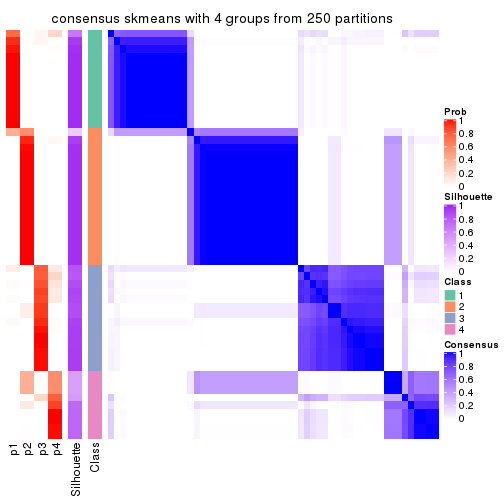 consensus skmeans with 4 groups from 250 partitions
Prob
1
0.8
0.6
0.4
0.2
0
Silhouette
1
0.8
0.6
0.4
0.2
0
Class
1
2
3
4
Consensus
1
0.8
0.6
0.4
0.2
0
p1
p2
p3
p4
Silhouette
Class